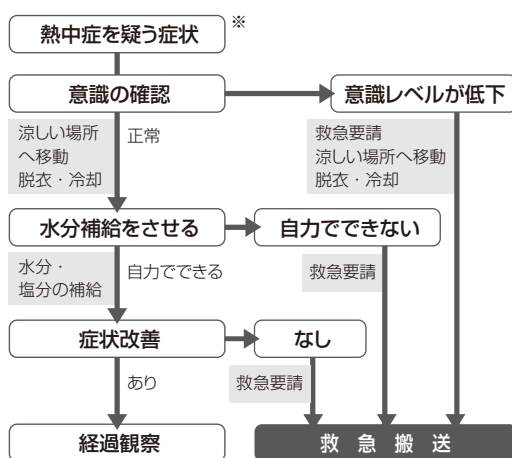 熱中症を疑う症状
※
意識の確認
意識レベルが低下
涼しい場所
へ移動
脱衣・冷却
正常
救急要請
涼しい場所へ移動
脱衣・冷却
水分補給をさせる
自力でできない
水分・
塩分の補給
自力でできる
救急要請
症状改善
なし
あり
救急要請
経過観察
救急搬送